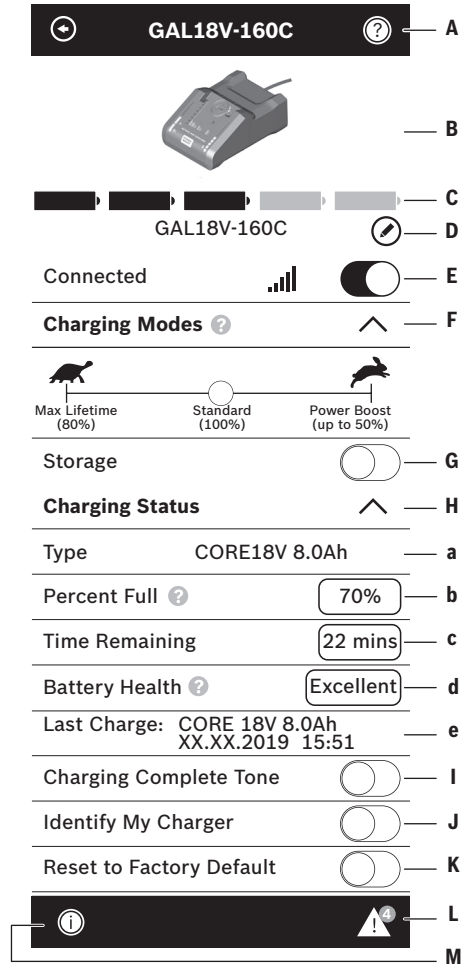 GAL18V-160C ? A
B
C
GAL18V-160C D
Connected E
Charging Modes ? F
Max Lifetime Standard Power Boost
(80%) (100%) (up to 50%)
Storage G
Charging Status H
Type CORE18V 8.0Ah a
Percent Full ? 70% b
Time Remaining 22 mins c
Battery Health ? Excellent d
Last Charge: CORE 18V 8.0Ah e
XX.XX.2019 15:51
Charging Complete Tone I
Identify My Charger J
Reset to Factory Default K
i ! 4 L
M